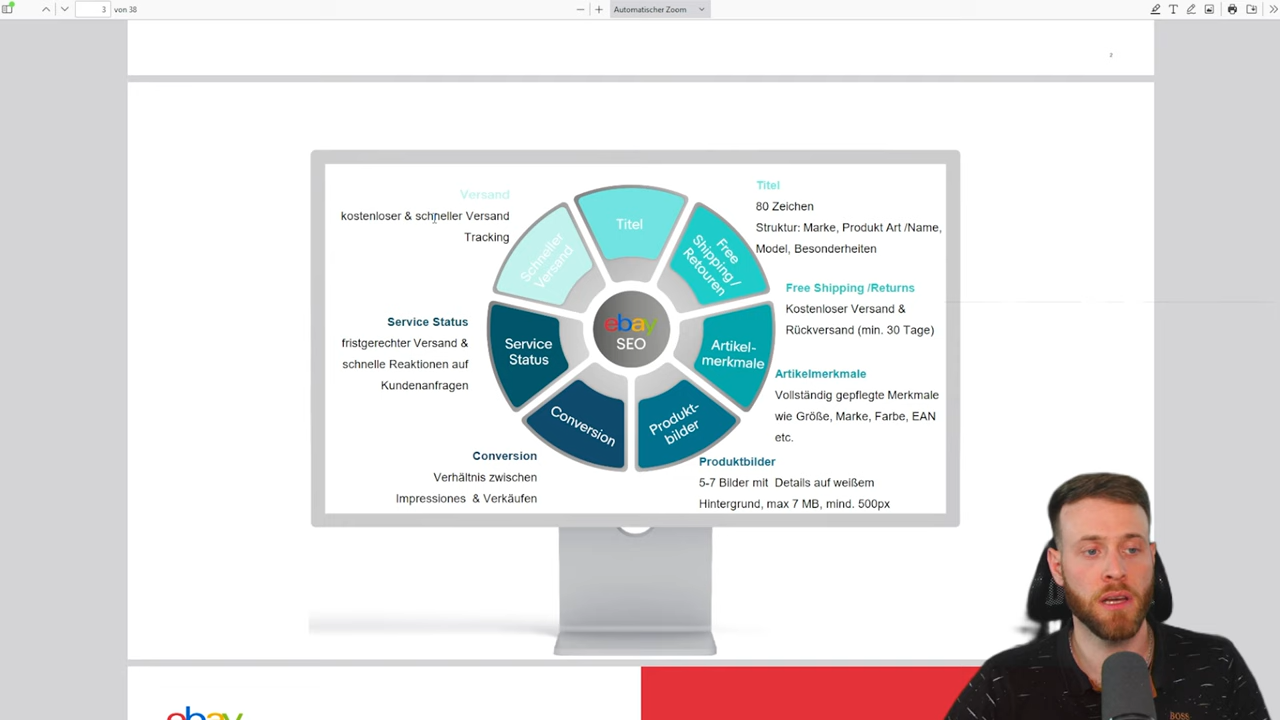 3
von 38
Automatischer Zoom
2
Versand
kostenloser & schneller Versand
Tracking
Service Status
fristgerechter Versand &
schnelle Reaktionen auf
Kundenanfragen
Conversion
Verhältnis zwischen
Impressiones & Verkäufen
Titel
Free
Shipping /
Retouren
Artikel-
merkmale
Produkt-
bilder
Conversion
Service
Status
Schneller
Versand
ebay
SEO
Titel
80 Zeichen
Struktur: Marke, Produkt Art /Name,
Model, Besonderheiten
Free Shipping /Returns
Kostenloser Versand &
Rückversand (min. 30 Tage)
Artikelmerkmale
Vollständig gepflegte Merkmale
wie Größe, Marke, Farbe, EAN
etc.
Produktbilder
5-7 Bilder mit Details auf weißem
Hintergrund, max 7 MB, mind. 500px
ebay
BOSS